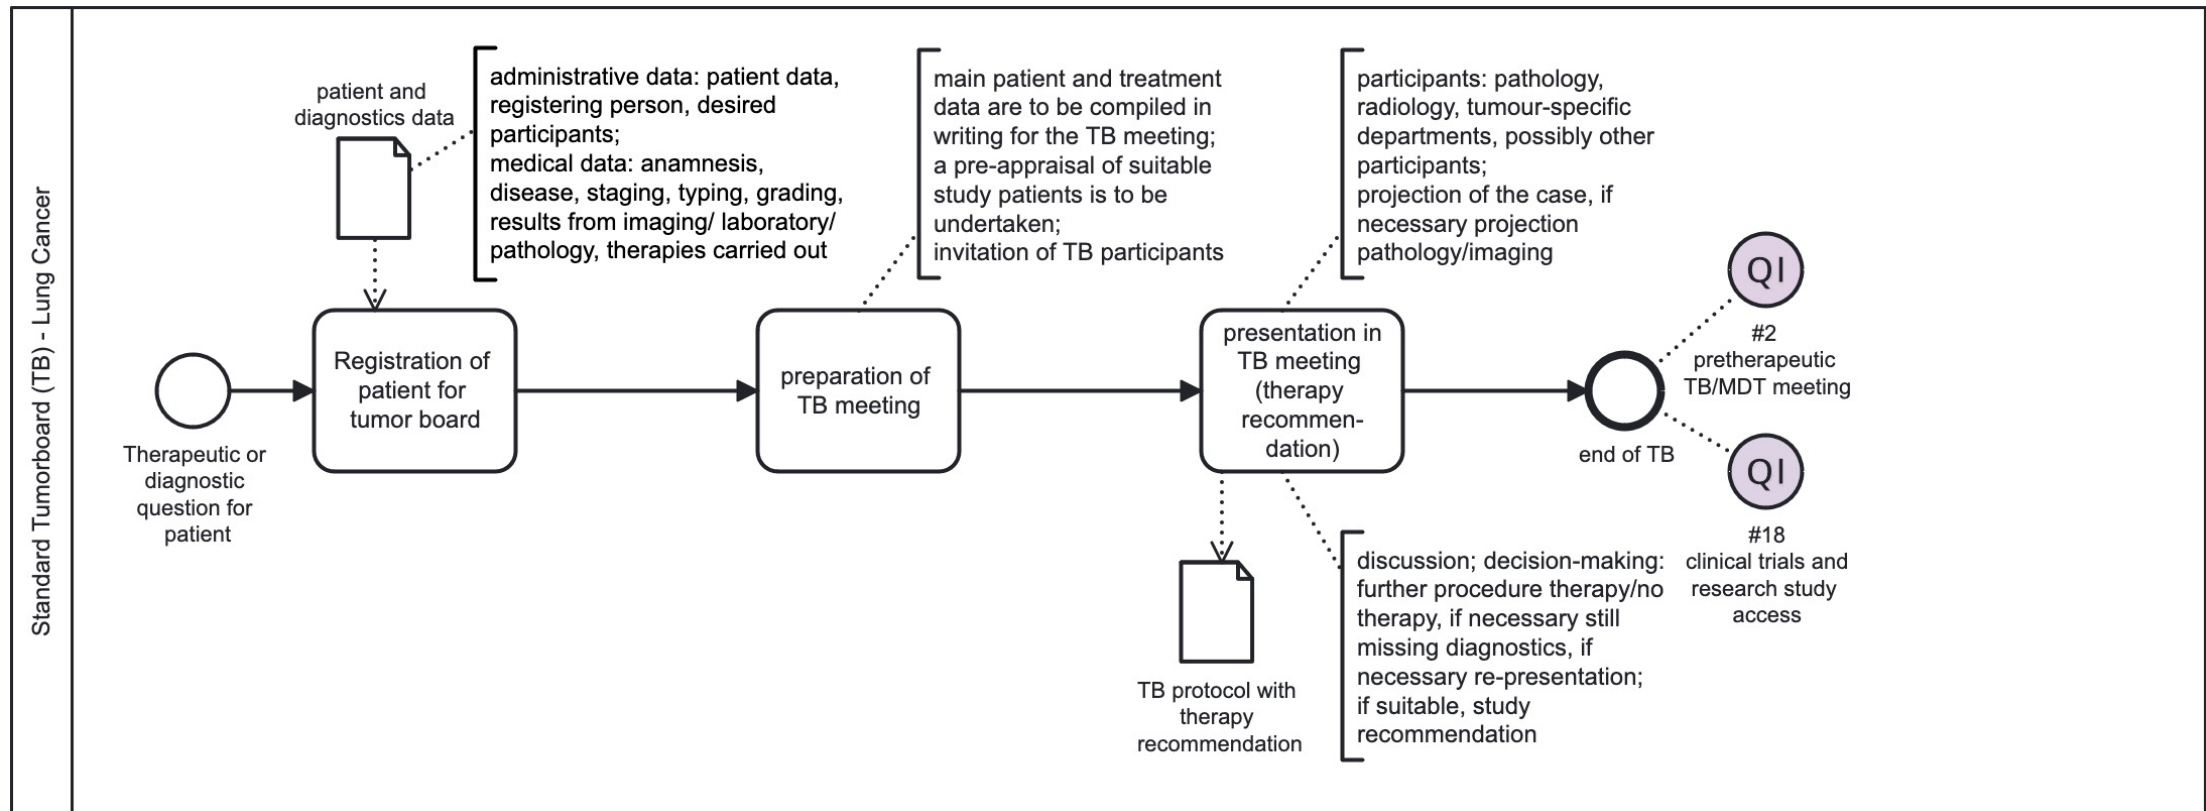 Standard Tumorboard (TB) - Lung Cancer
patient and
diagnostics data
administrative data: patient data,
registering person, desired
participants;
medical data: anamnesis,
disease, staging, typing, grading,
results from imaging/ laboratory/
pathology, therapies carried out
main patient and treatment
data are to be compiled in
writing for the TB meeting;
a pre-appraisal of suitable
study patients is to be
undertaken;
invitation of TB participants
participants: pathology,
radiology, tumour-specific
departments, possibly other
participants;
projection of the case, if
necessary projection
pathology/imaging
Therapeutic or
diagnostic
question for
patient
Registration of
patient for
tumor board
preparation of
TB meeting
presentation in
TB meeting
(therapy
recommen-
dation)
end of TB
QI
#2
pretherapeutic
TB/MDT meeting
QI
#18
clinical trials and
research study
access
TB protocol with
therapy
recommendation
discussion; decision-making:
further procedure therapy/no
therapy, if necessary still
missing diagnostics, if
necessary re-presentation;
if suitable, study
recommendation